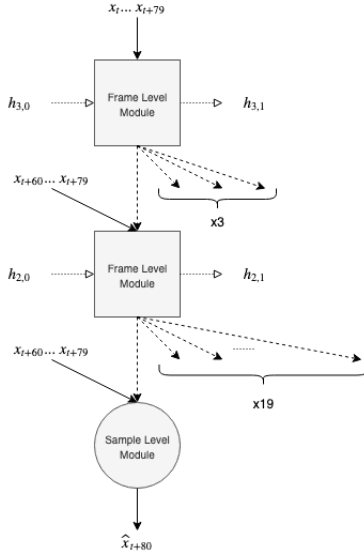 x_t... x_{t+79}
h_{3,0}
Frame Level
Module
h_{3,1}
x_{t+60}... x_{t+79}
x3
h_{2,0}
Frame Level
Module
h_{2,1}
x_{t+60}... x_{t+79}
........
x19
Sample Level
Module
x̂_{t+80}